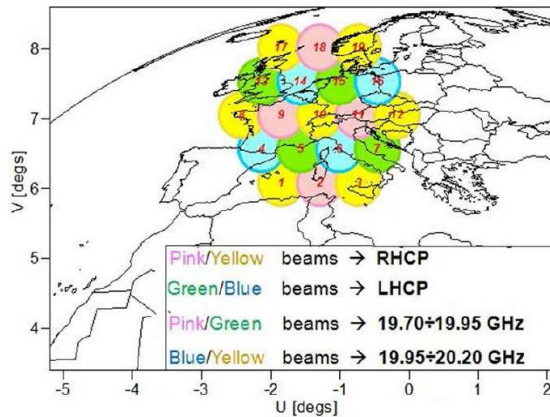 8
17 18 19
13 14 15 16
7
8 9 10 11 12
4 5 6 7
6
1 2 3
V [degs]
5
Pink/Yellow beams → RHCP
Green/Blue beams → LHCP
4
Pink/Green beams → 19.70÷19.95 GHz
Blue/Yellow beams → 19.95÷20.20 GHz
-5 -4 -3 -2 -1 0 1 2
U [degs]